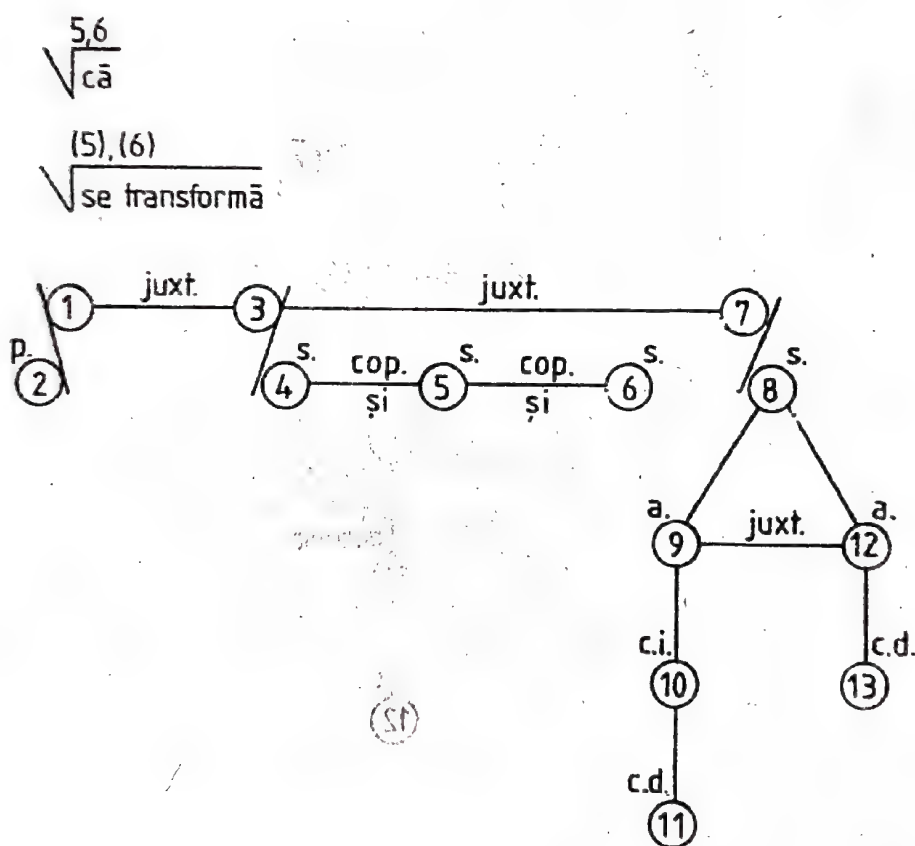 5,6
că
(5), (6)
se transformă
juxt. juxt.
1 3 7
p. s. cop. s. cop. s. s.
2 4 și 5 și 6 8
a. juxt. a.
9 12
c.i. c.d.
10 13
12
c.d.
11